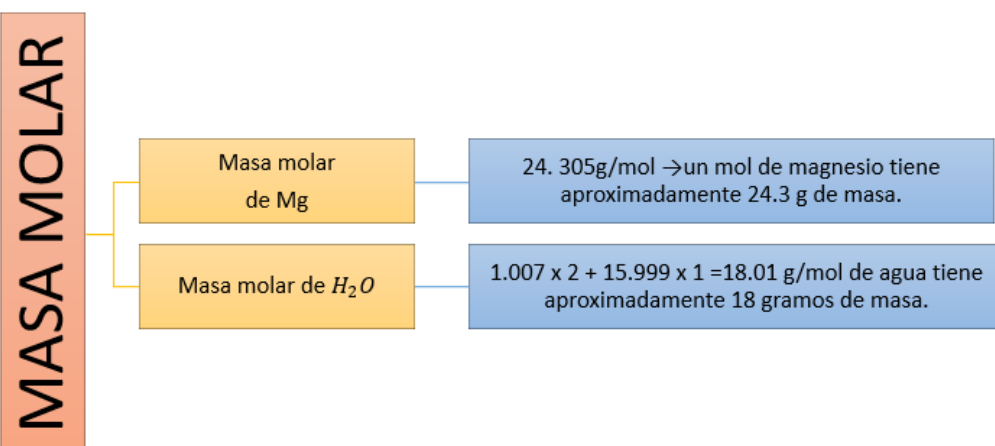 MASA MOLAR
Masa molar
de Mg
24. 305g/mol →un mol de magnesio tiene
aproximadamente 24.3 g de masa.
Masa molar de H₂O
1.007 x 2 + 15.999 x 1 =18.01 g/mol de agua tiene
aproximadamente 18 gramos de masa.